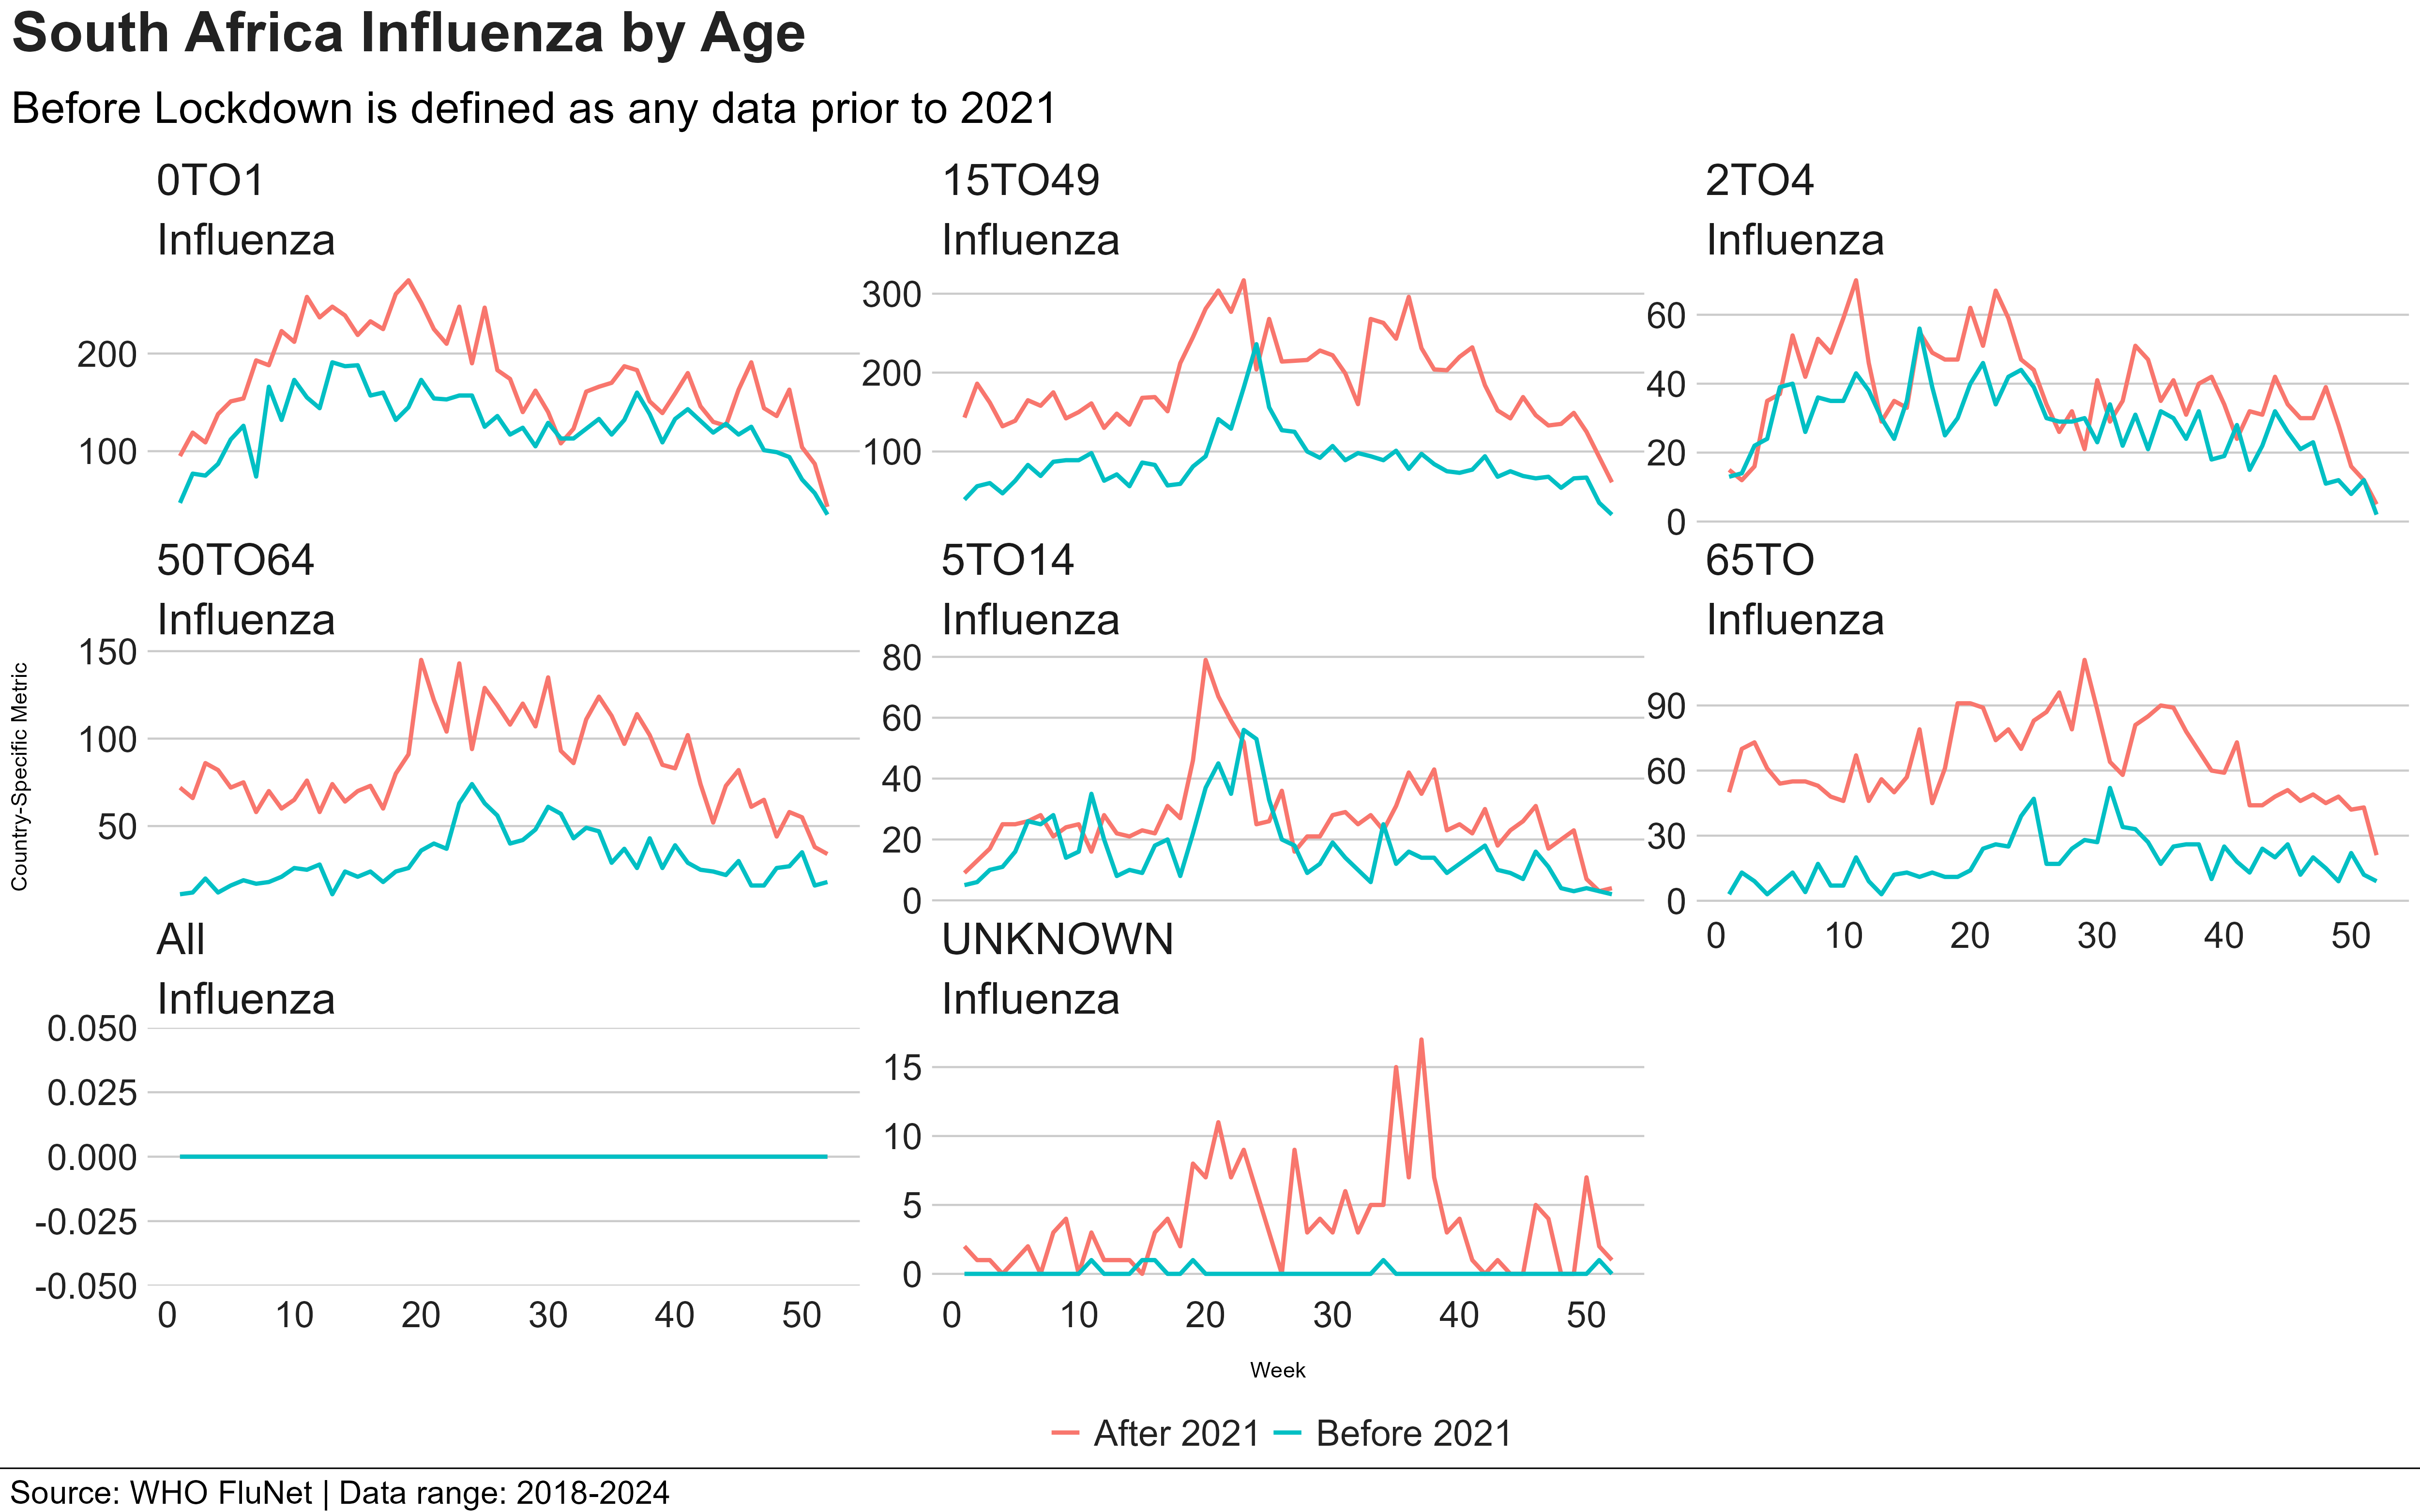 South Africa Influenza by Age
Before Lockdown is defined as any data prior to 2021
0TO1
Influenza
200
100
15TO49
Influenza
300
200
100
2TO4
Influenza
60
40
20
0
Country-Specific Metric
50TO64
Influenza
150
100
50
5TO14
Influenza
80
60
40
20
0
65TO
Influenza
90
60
30
0
0 10 20 30 40 50
All
Influenza
0.050
0.025
0.000
-0.025
-0.050
0 10 20 30 40 50
UNKNOWN
Influenza
15
10
5
0
0 10 20 30 40 50
Week
After 2021 Before 2021
Source: WHO FluNet | Data range: 2018-2024